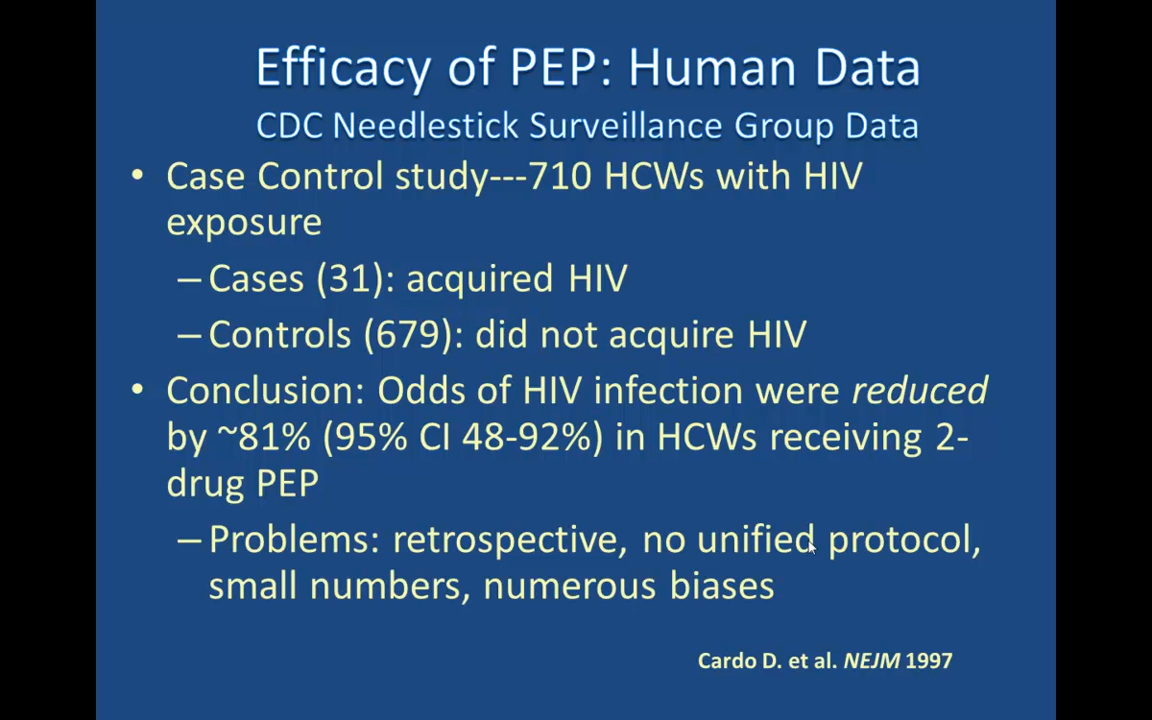 Efficacy of PEP: Human Data
CDC Needlestick Surveillance Group Data
• Case Control study---710 HCWs with HIV
exposure
– Cases (31): acquired HIV
– Controls (679): did not acquire HIV
• Conclusion: Odds of HIV infection were reduced
by ~81% (95% CI 48-92%) in HCWs receiving 2-
drug PEP
– Problems: retrospective, no unified protocol,
small numbers, numerous biases
Cardo D. et al. NEJM 1997